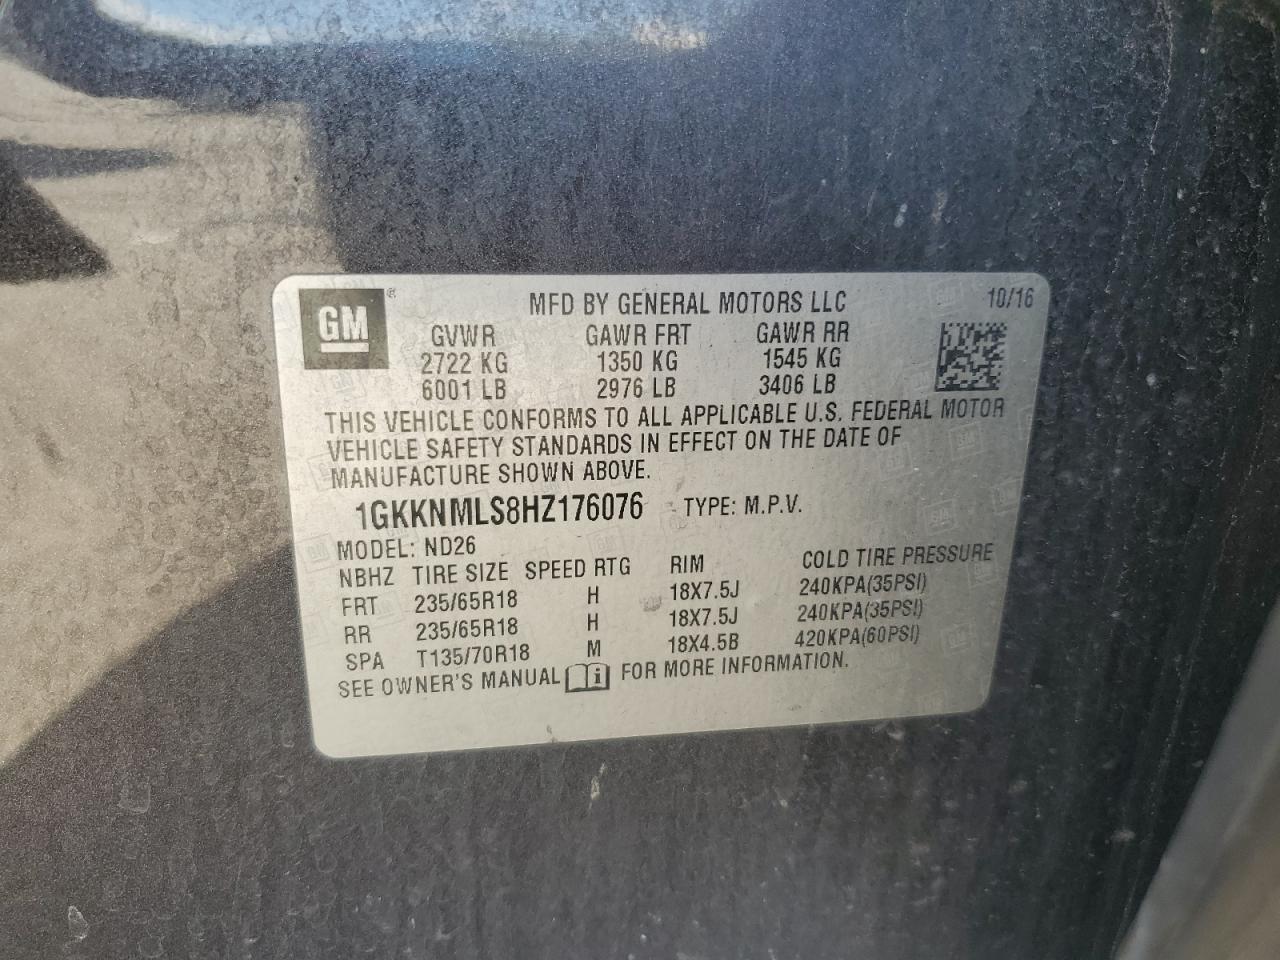 GM ® MFD BY GENERAL MOTORS LLC 10/16
GVWR GAWR FRT GAWR RR
2722 KG 1350 KG 1545 KG
6001 LB 2976 LB 3406 LB
THIS VEHICLE CONFORMS TO ALL APPLICABLE U.S. FEDERAL MOTOR
VEHICLE SAFETY STANDARDS IN EFFECT ON THE DATE OF
MANUFACTURE SHOWN ABOVE.
1GKKNMLS8HZ176076 TYPE: M.P.V.
MODEL: ND26
NBHZ TIRE SIZE SPEED RTG RIM COLD TIRE PRESSURE
FRT 235/65R18 H 18X7.5J 240KPA(35PSI)
RR 235/65R18 H 18X7.5J 240KPA(35PSI)
SPA T135/70R18 M 18X4.5B 420KPA(60PSI)
SEE OWNER'S MANUAL i FOR MORE INFORMATION.